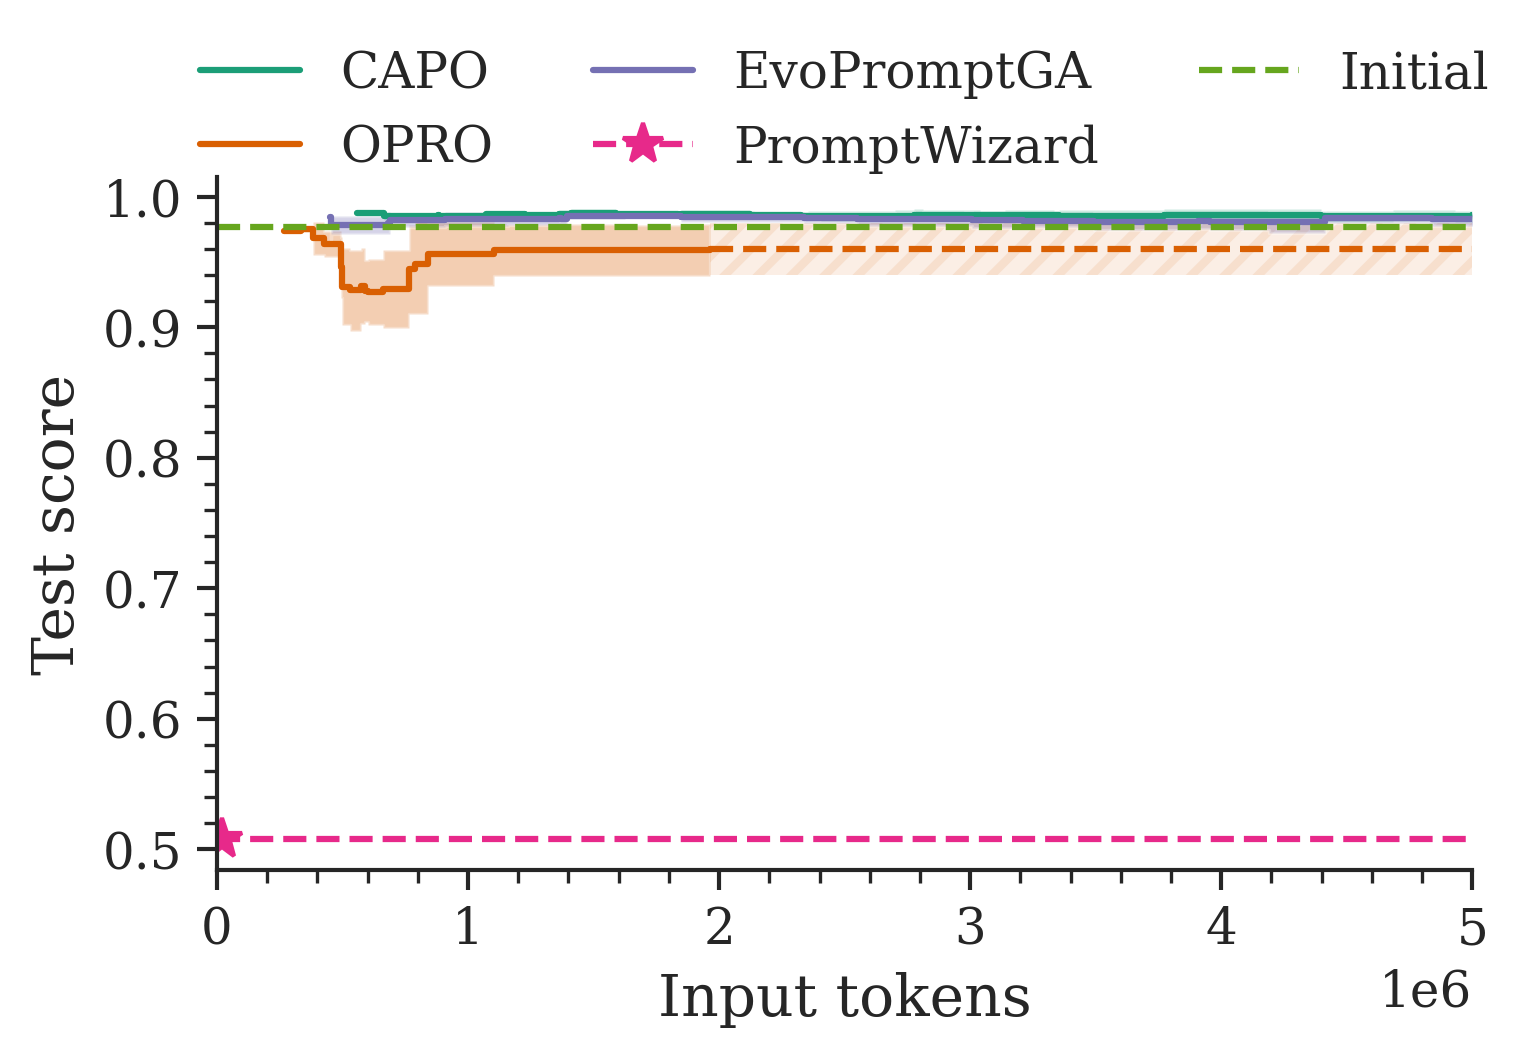 CAPO EvoPromptGA Initial
OPRO PromptWizard
1.0
0.9
0.8
0.7
0.6
0.5
Test score
0 1 2 3 4 5
1e6
Input tokens